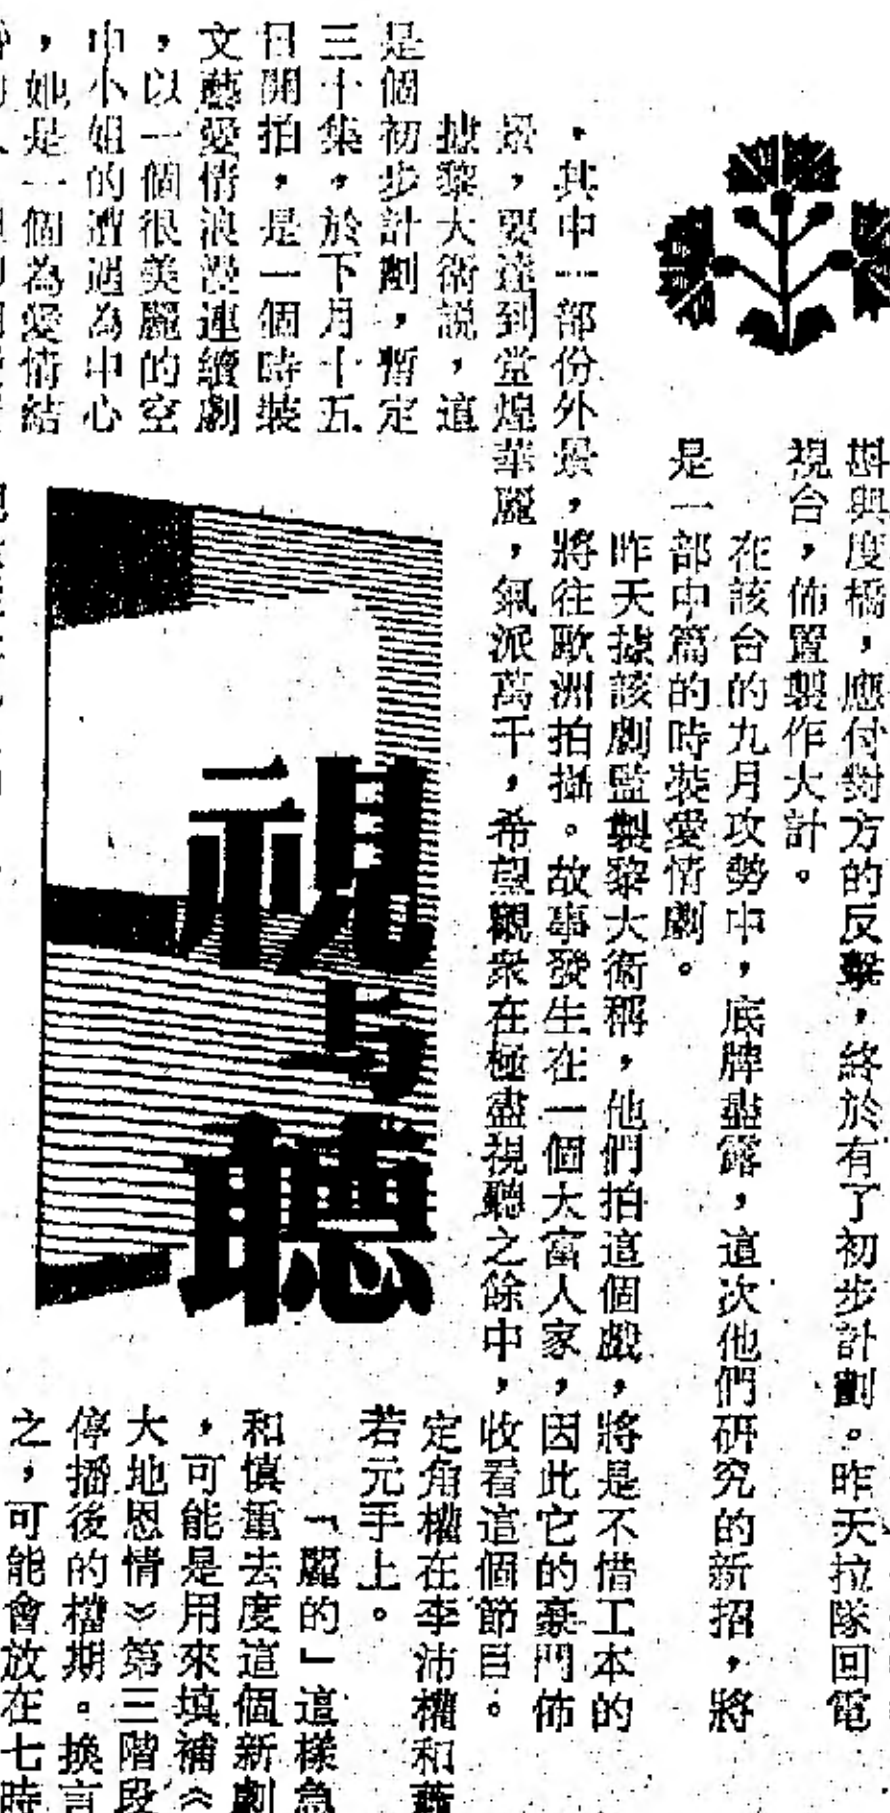 斟與度橋，應付對方的反擊，終於有了初步計劃。昨天拉隊回電
視台，佈置製作大計。
在該台的九月攻勢中，底牌盡露，這次他們研究的新招，將
是一部中篇的時裝愛情劇。
昨天據該劇監製黎大衛稱，他們拍這個戲，將是不惜工本的
，其中一部份外景，將往歐洲拍攝。故事發生在一個大富人家，因此它的豪門佈
景，要達到堂煌華麗，氣派萬千，希望觀衆在極盡視聽之餘中，收看這個節目。
據黎大衛說，這
是個初步計劃，暫定
三十集，於下月十五
日開拍，是一個時裝
文藝愛情浪漫連續劇
，以一個很美麗的空
中小姐的遭遇為中心
，她是一個為愛情結
視与聽
定角權在李沛權和蕭
若元手上。
「麗的」這樣急
和慎重去度這個新劇
，可能是用來填補《
大地恩情》第三階段
停播後的檔期。換言
之，可能會放在七時